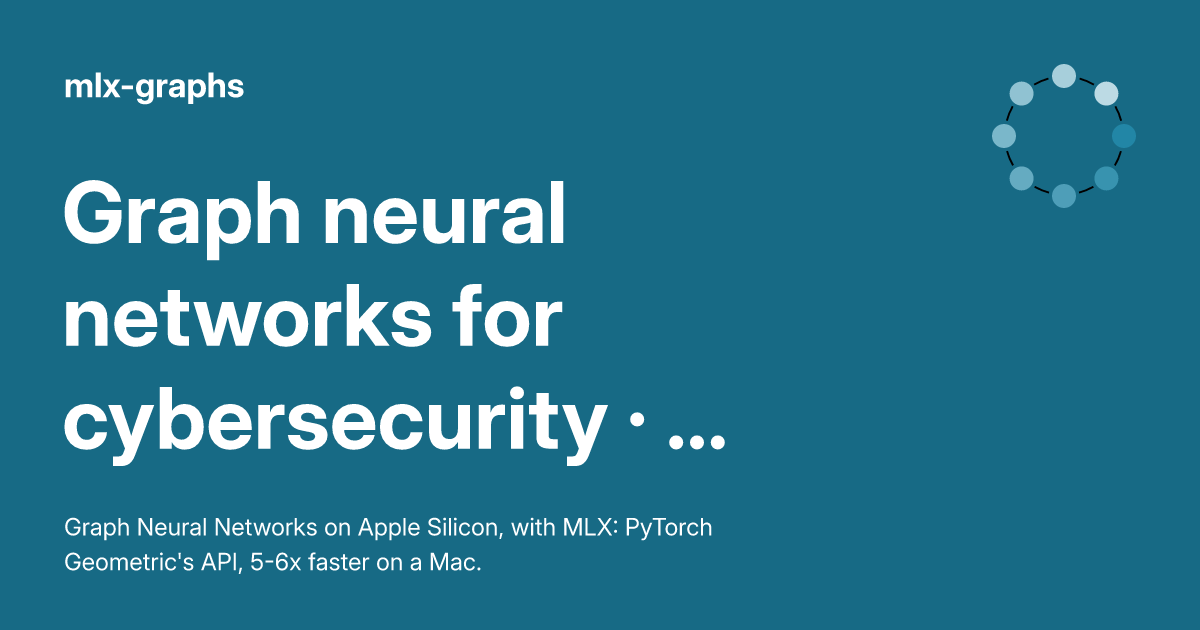 mlx-graphs
Graph neural
networks for
cybersecurity · ...
Graph Neural Networks on Apple Silicon, with MLX: PyTorch
Geometric's API, 5-6x faster on a Mac.